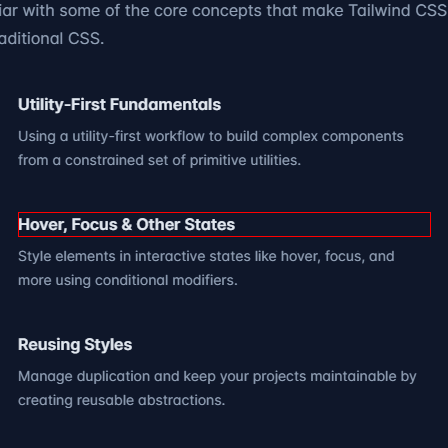 iar with some of the core concepts that make Tailwind CSS
aditional CSS.
Utility-First Fundamentals
Using a utility-first workflow to build complex components
from a constrained set of primitive utilities.
Hover, Focus & Other States
Style elements in interactive states like hover, focus, and
more using conditional modifiers.
Reusing Styles
Manage duplication and keep your projects maintainable by
creating reusable abstractions.